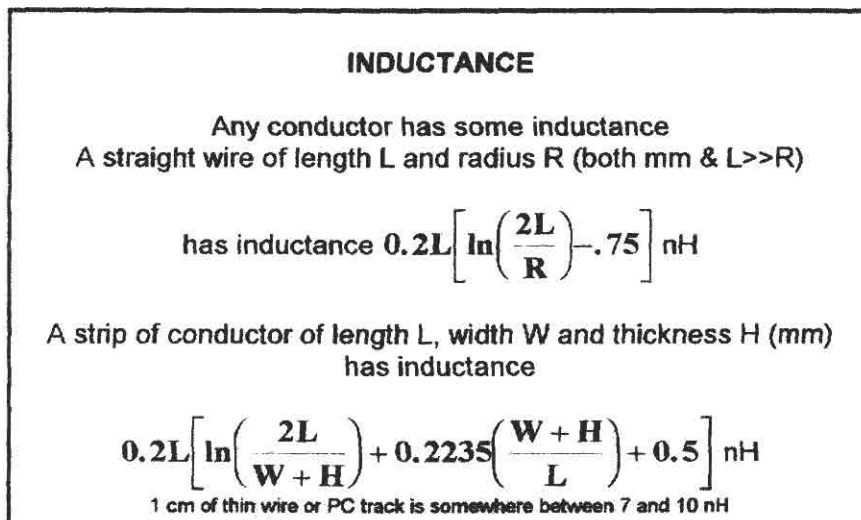 INDUCTANCE
Any conductor has some inductance
A straight wire of length L and radius R (both mm & L>>R)
has inductance 0.2L[ln(2L/R)-.75] nH
A strip of conductor of length L, width W and thickness H (mm)
has inductance
0.2L[ln(2L/W + H) + 0.2235(W + H/L) + 0.5] nH
1 cm of thin wire or PC track is somewhere between 7 and 10 nH